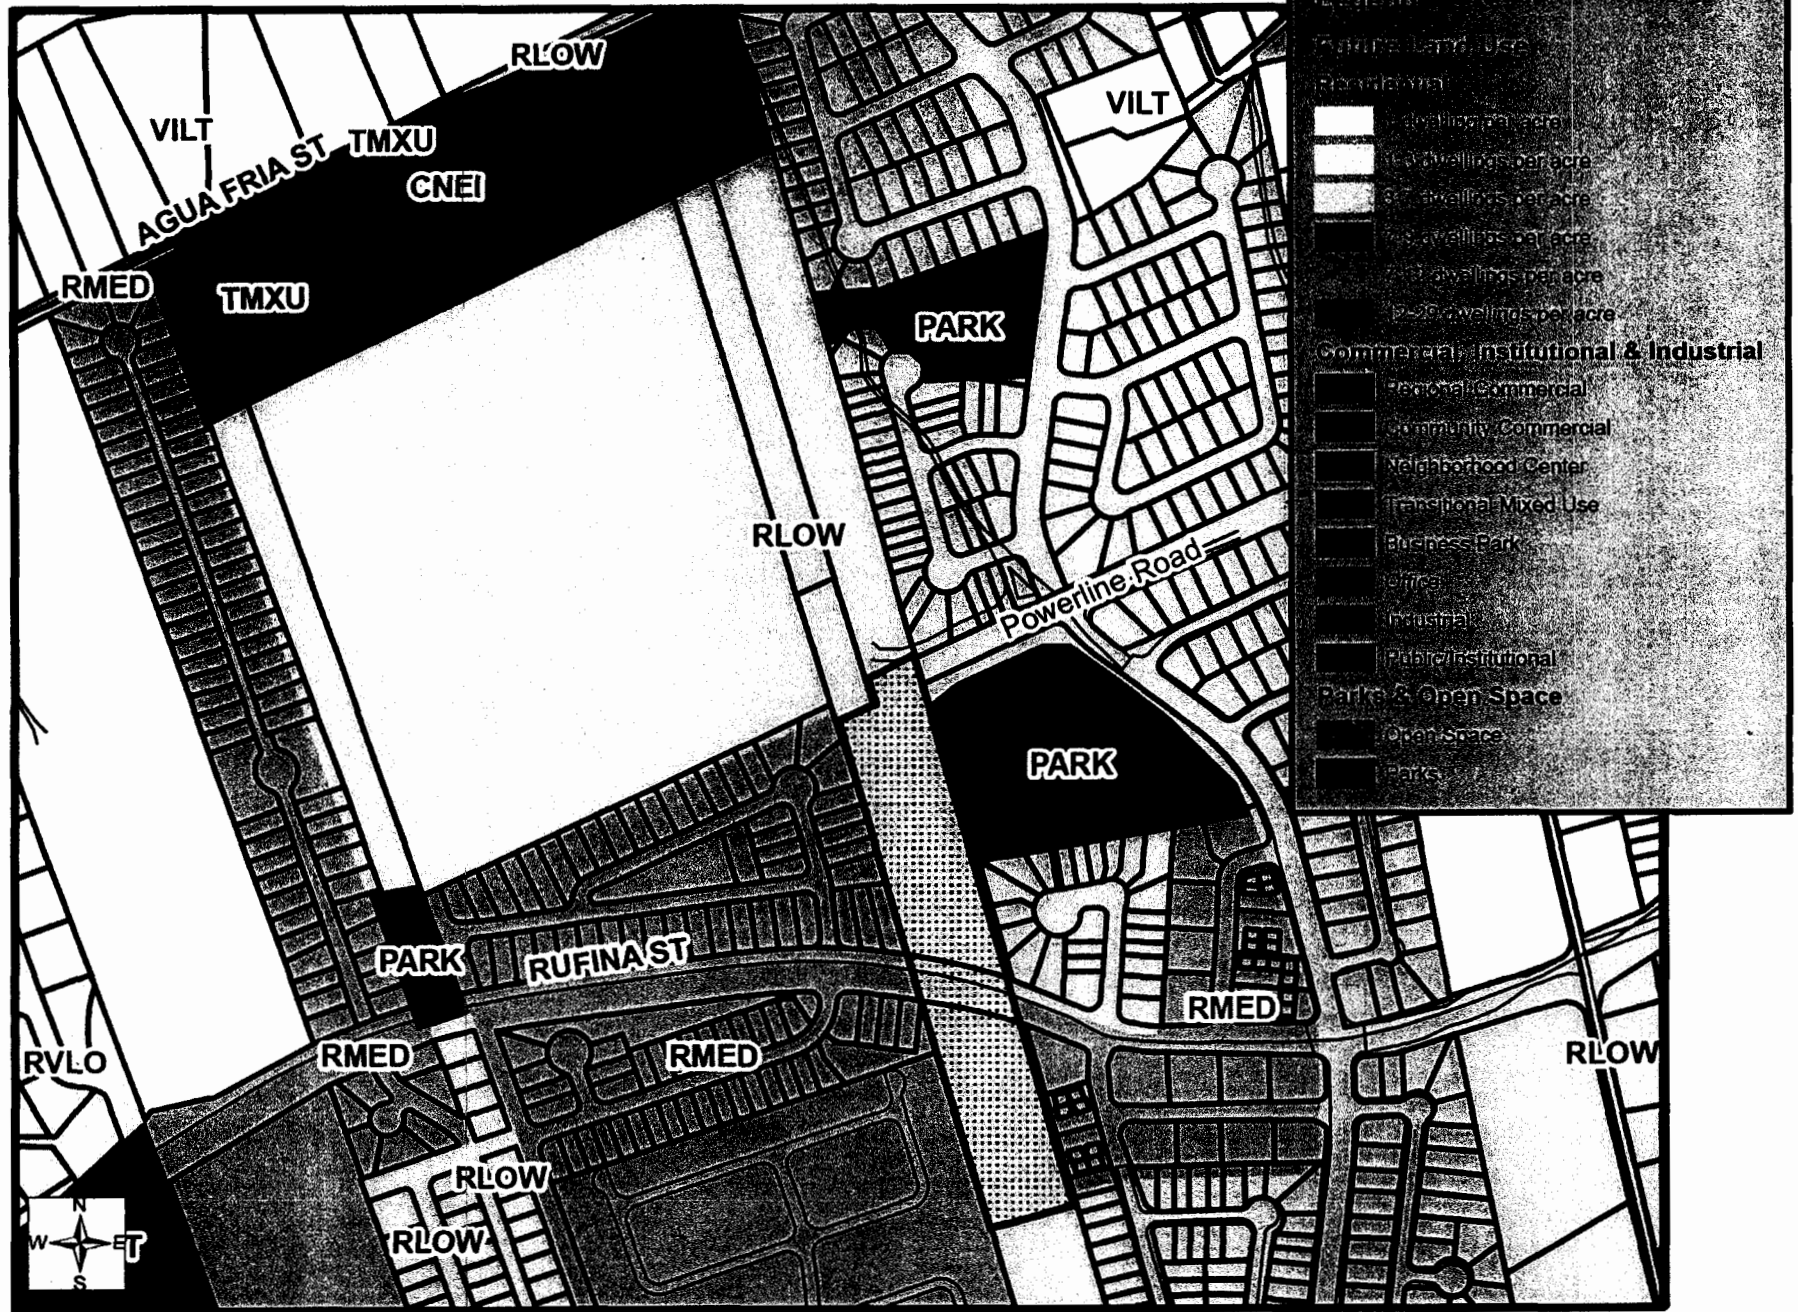 RLOW
VILT
VILT
TMXU
AGUA FRIA ST
CNEI
RMED
TMXU
PARK
RLOW
Powerline Road
PARK
PARK
RUFINA ST
RMED
RVLO
RMED
RMED
RLOW
RLOW
RLOW
N
W
E
T
S
Future Land Use
Residential
dwelling per acre
dwellings per acre
dwellings per acre
dwellings per acre
dwellings per acre
12-29 dwellings per acre
Commercial, Institutional & Industrial
Regional Commercial
Community Commercial
Neighborhood Center
Transitional Mixed Use
Business Park
Office
Industrial
Public/Institutional
Parks & Open Space
Open Space
Parks